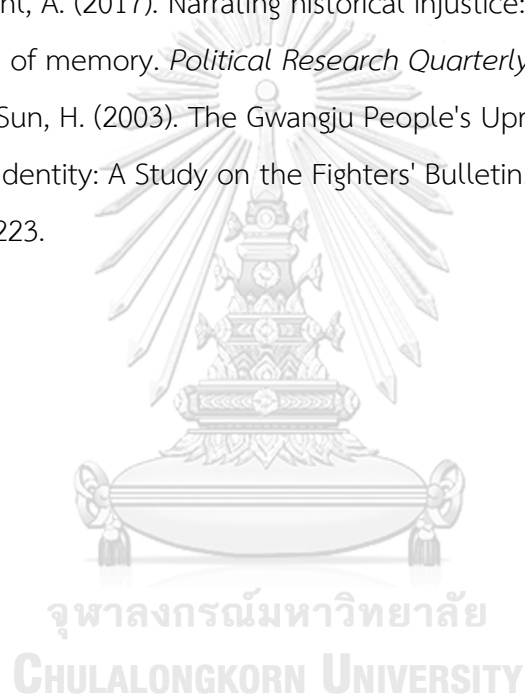 A. (2017). Narrating historical injustice:
of memory. Political Research Quarterly
Sun, H. (2003). The Gwangju People's Upr
dentity: A Study on the Fighters' Bulletin
223.
จุฬาลงกรณ์มหาวิทยาลัย
CHULALONGKORN UNIVERSITY